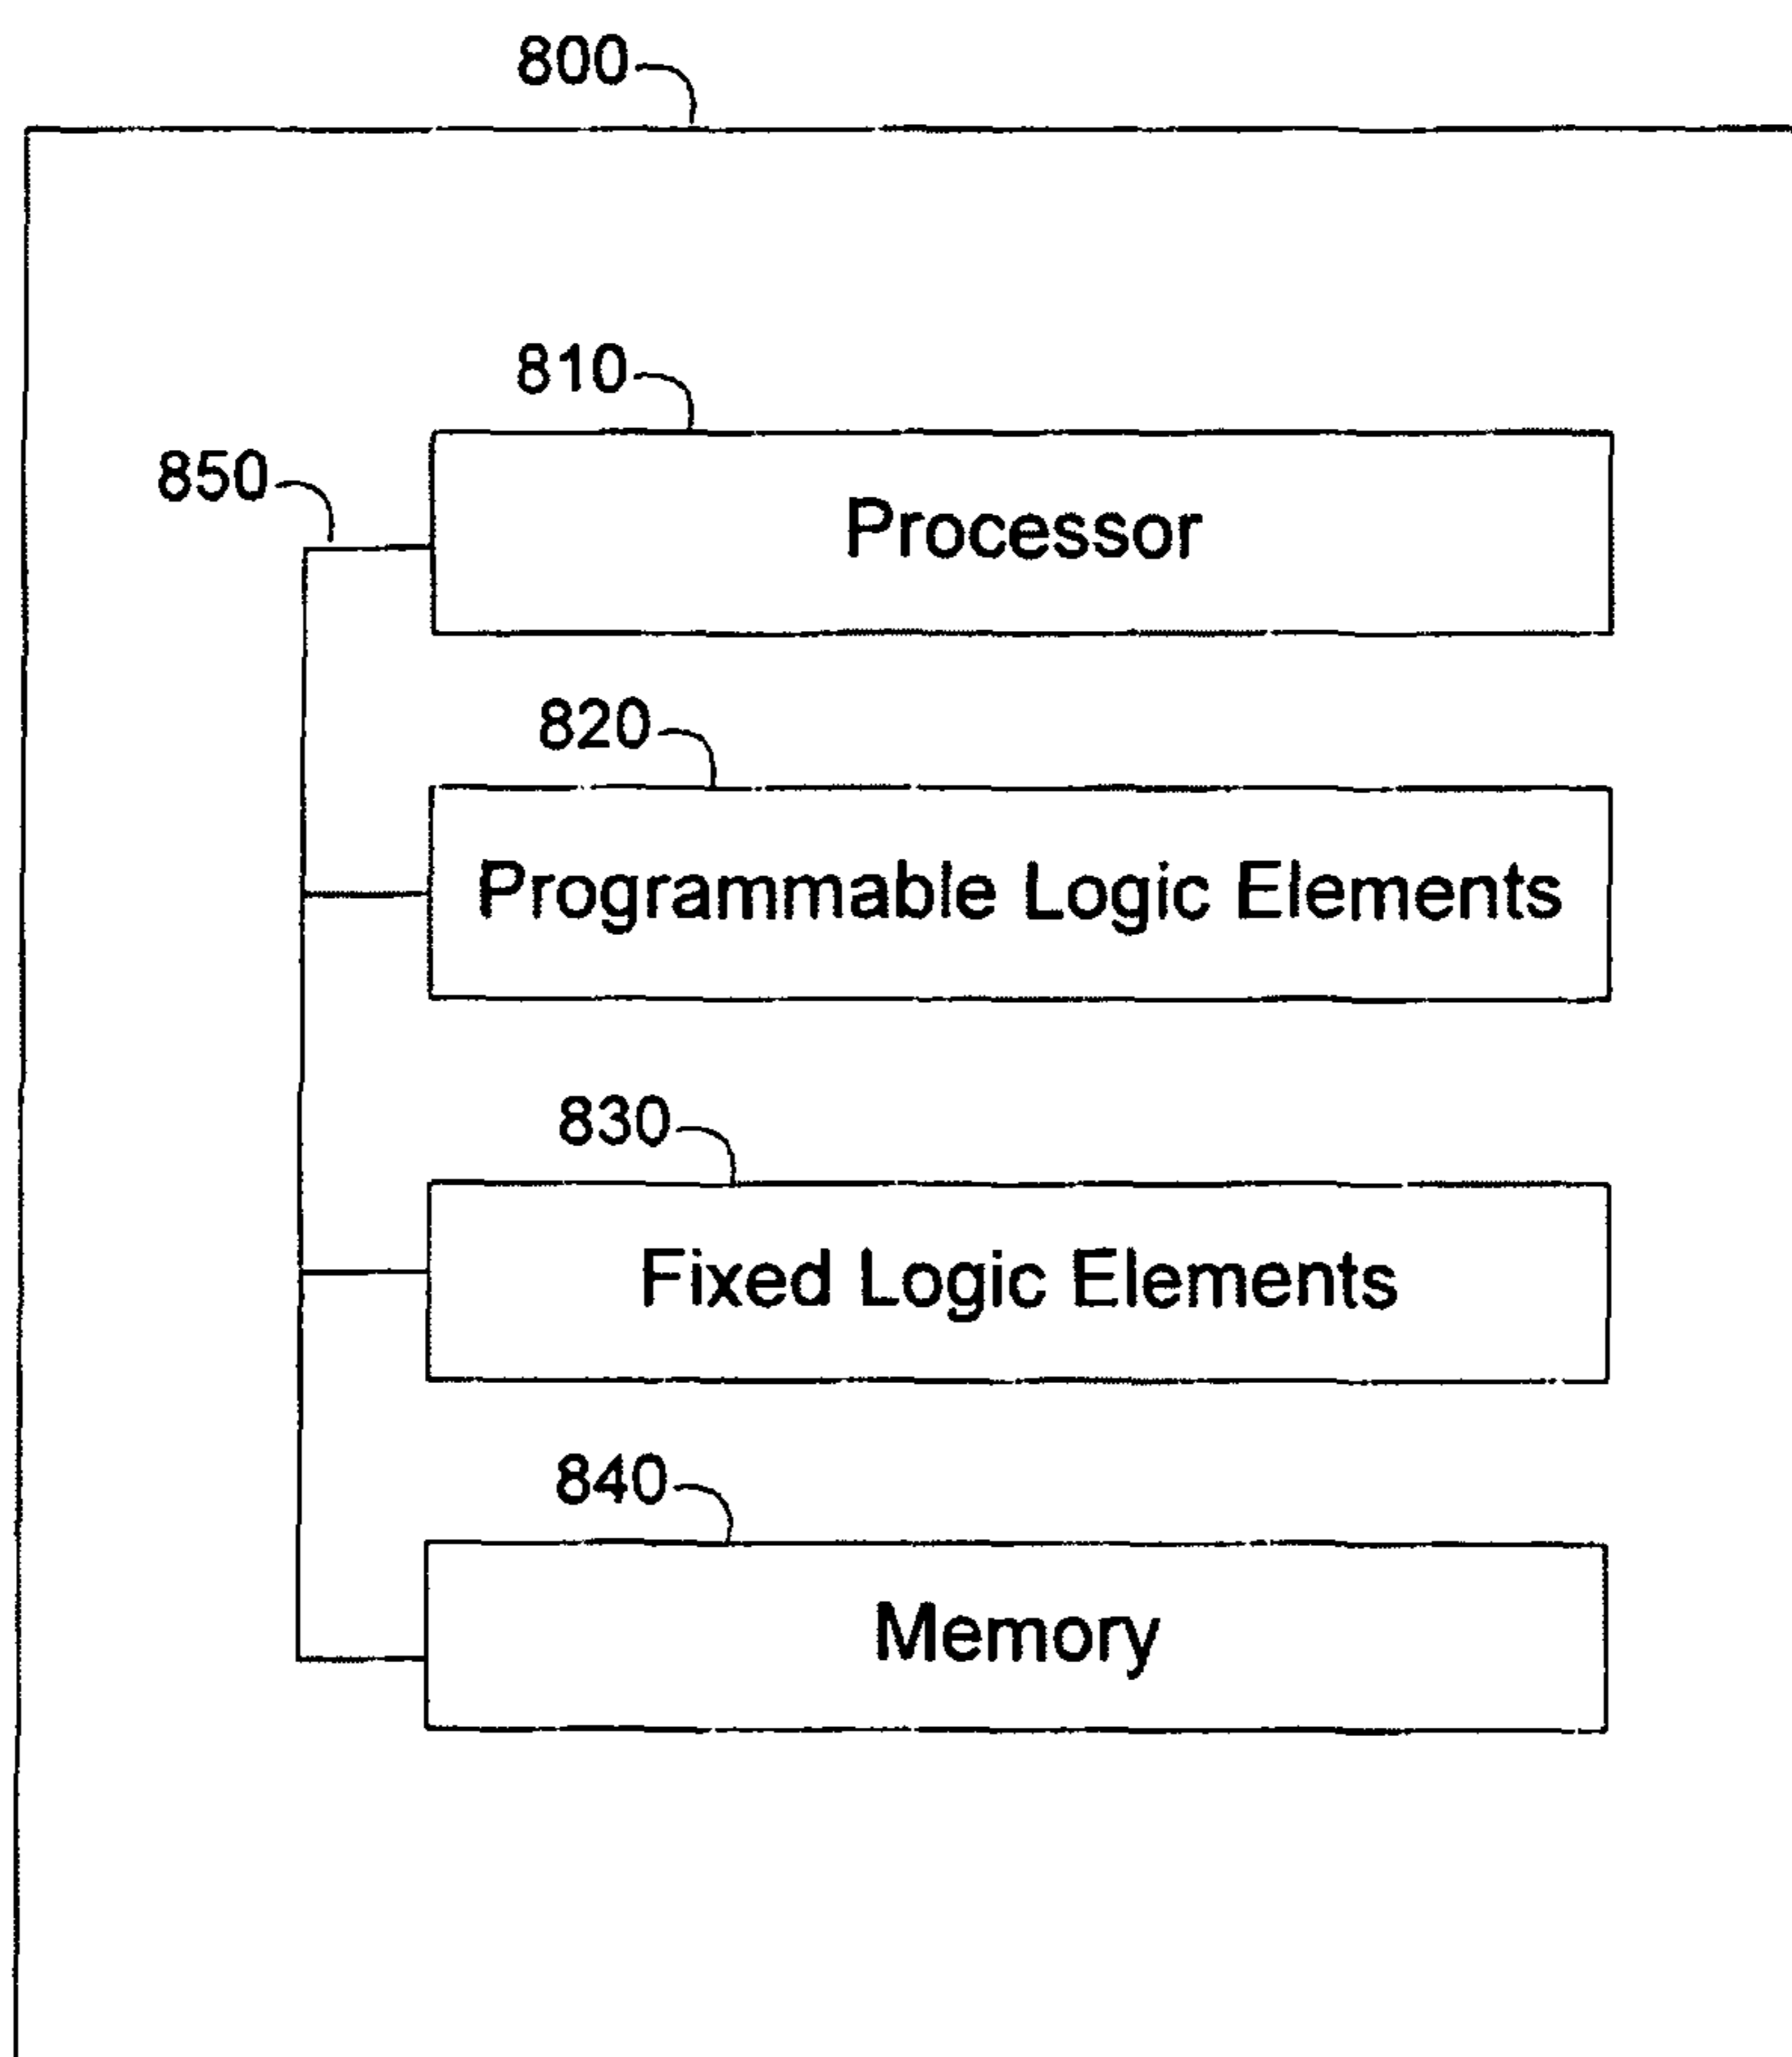 800
810
850
Processor
820
Programmable Logic Elements
830
Fixed Logic Elements
840
Memory